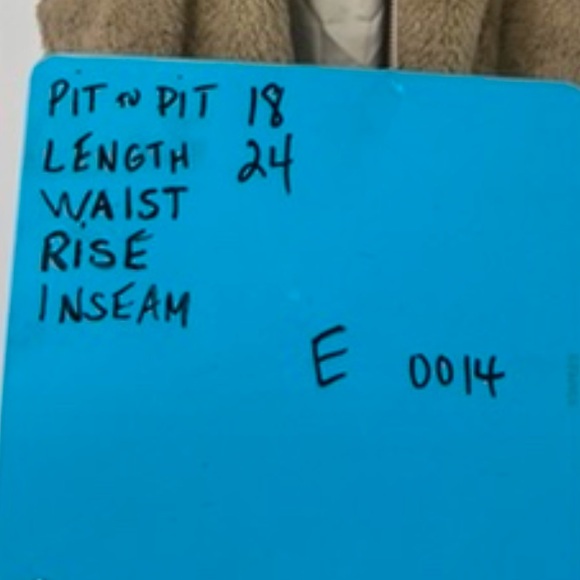 PiT to PiT 18
LENGTH 24
WAIST
RISE
INSEAM
E 0014